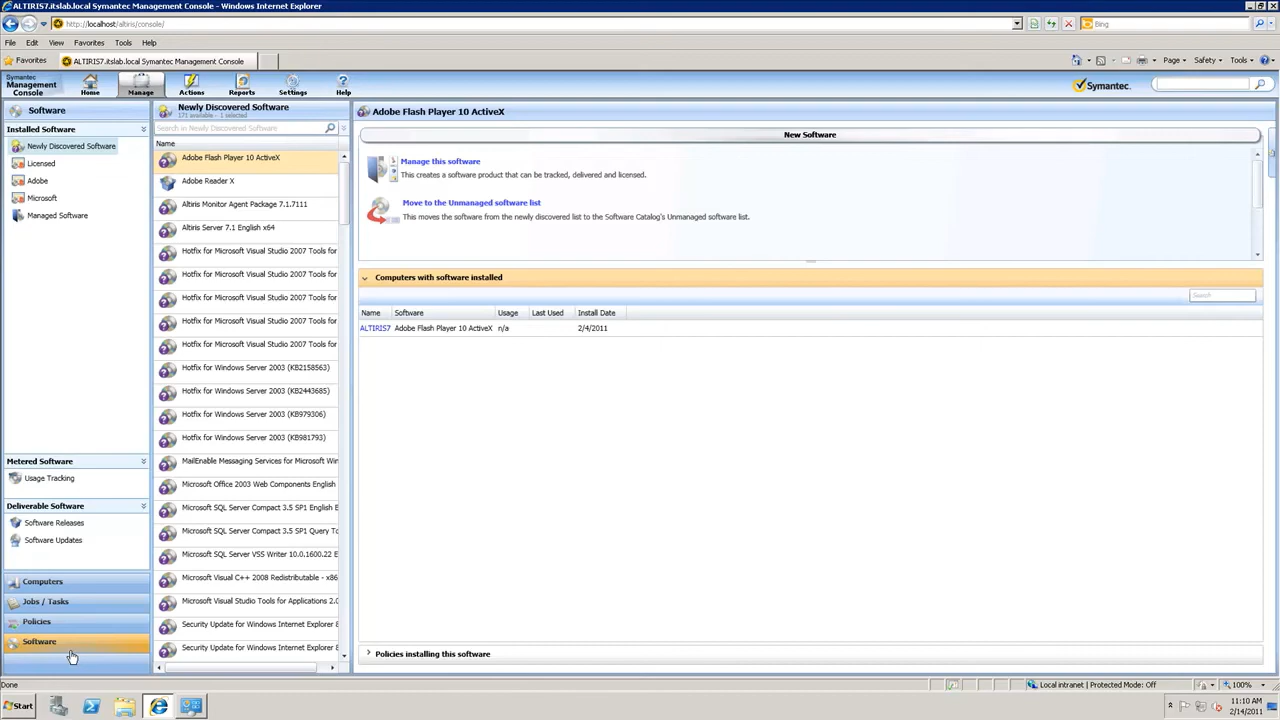 ALTIRIS7.itslab.local Symantec Management Console - Windows Internet Explorer
http://localhost/altiris/console/
Bing
File Edit View Favorites Tools Help
Favorites
ALTIRIS7.itslab.local Symantec Management Console
Page Safety Tools
Symantec
Management
Console
Home Manage Actions Reports Settings Help
Symantec.
Software
Installed Software
Newly Discovered Software
Licensed
Adobe
Microsoft
Managed Software
Metered Software
Usage Tracking
Deliverable Software
Software Releases
Software Updates
Computers
Jobs / Tasks
Policies
Software
Newly Discovered Software
171 available - 1 selected
Search in Newly Discovered Software
Name
Adobe Flash Player 10 ActiveX
Adobe Reader X
Altiris Monitor Agent Package 7.1.7111
Altiris Server 7.1 English x64
Hotfix for Microsoft Visual Studio 2007 Tools for
Hotfix for Microsoft Visual Studio 2007 Tools for
Hotfix for Microsoft Visual Studio 2007 Tools for
Hotfix for Microsoft Visual Studio 2007 Tools for
Hotfix for Microsoft Visual Studio 2007 Tools for
Hotfix for Windows Server 2003 (KB2158563)
Hotfix for Windows Server 2003 (KB2443685)
Hotfix for Windows Server 2003 (KB979306)
Hotfix for Windows Server 2003 (KB981793)
MailEnable Messaging Services for Microsoft Win
Microsoft Office 2003 Web Components English
Microsoft SQL Server Compact 3.5 SP1 English E
Microsoft SQL Server Compact 3.5 SP1 Query To
Microsoft SQL Server VSS Writer 10.0.1600.22 E
Microsoft Visual C++ 2008 Redistributable - x86
Microsoft Visual Studio Tools for Applications 2.0
Security Update for Windows Internet Explorer 8
Security Update for Windows Internet Explorer
Adobe Flash Player 10 ActiveX
New Software
Manage this software
This creates a software product that can be tracked, delivered and licensed.
Move to the Unmanaged software list
This moves the software from the newly discovered list to the Software Catalog's Unmanaged software list.
Computers with software installed
Search
Name Software Usage Last Used Install Date
ALTIRIS7 Adobe Flash Player 10 ActiveX n/a 2/4/2011
Policies installing this software
Done
Local intranet | Protected Mode: Off
100%
Start
11:10 AM
2/14/2011